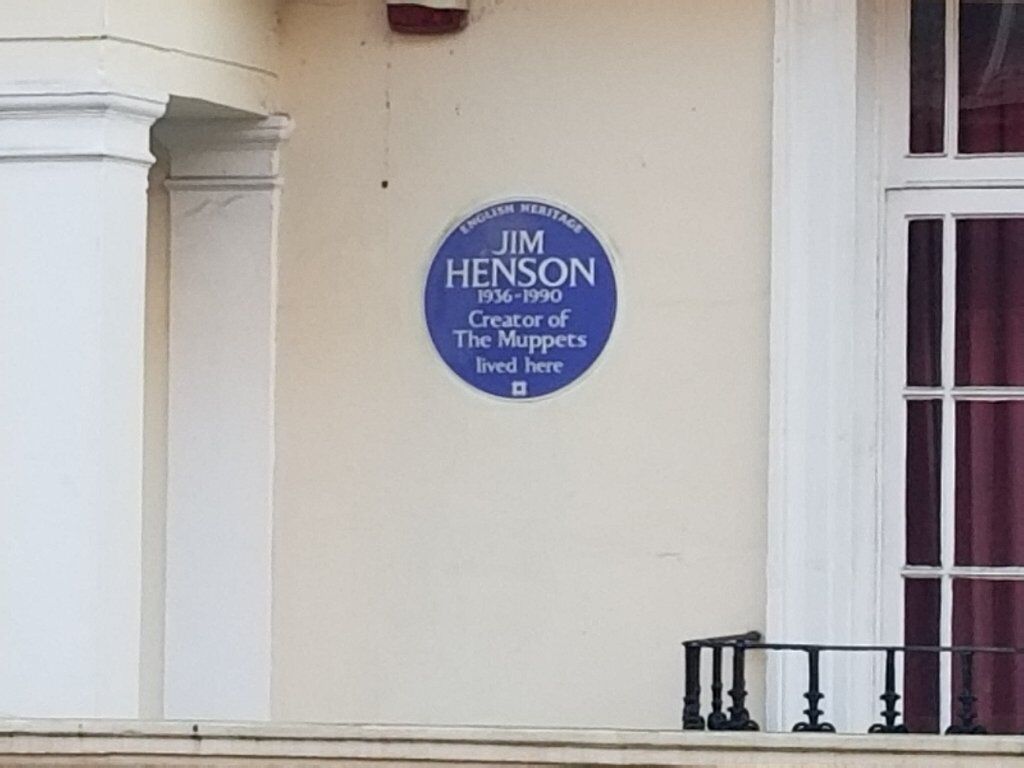 ENGLISH HERITAGE
JIM
HENSON
1936-1990
Creator of
The Muppets
lived here